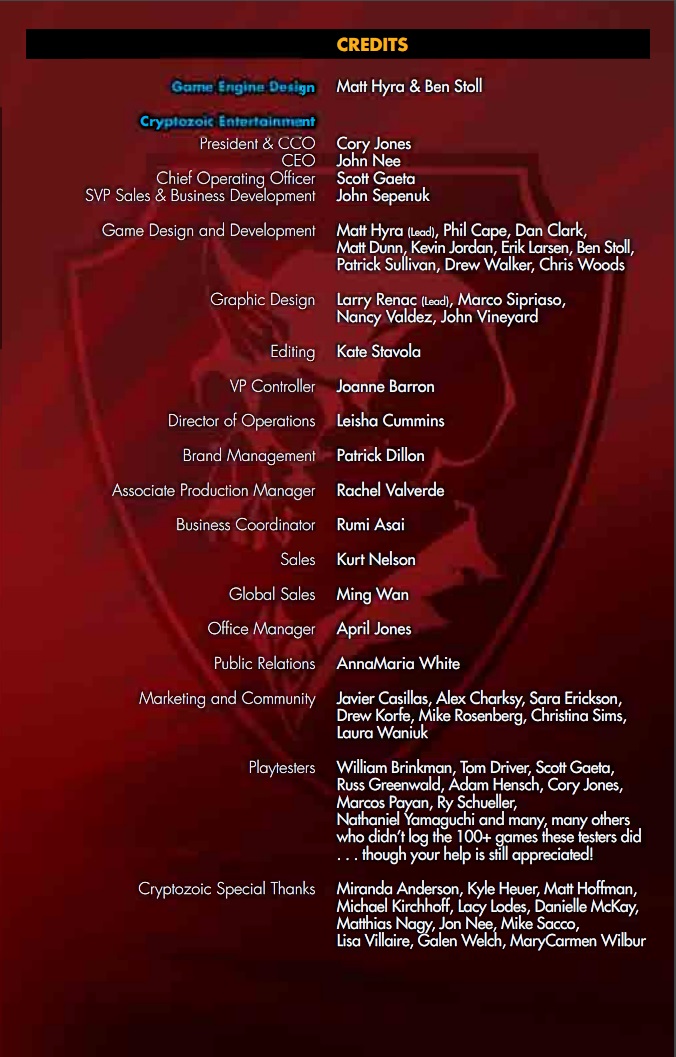 CREDITS
Game Engine Design Matt Hyra & Ben Stoll
Cryptozoic Entertainment
President & CCO Cory Jones
CEO John Nee
Chief Operating Officer Scott Gaeta
SVP Sales & Business Development John Sepenuk
Game Design and Development Matt Hyra (Lead), Phil Cape, Dan Clark,
Matt Dunn, Kevin Jordan, Erik Larsen, Ben Stoll,
Patrick Sullivan, Drew Walker, Chris Woods
Graphic Design Larry Renac (Lead), Marco Sipriaso,
Nancy Valdez, John Vineyard
Editing Kate Stavola
VP Controller Joanne Barron
Director of Operations Leisha Cummins
Brand Management Patrick Dillon
Associate Production Manager Rachel Valverde
Business Coordinator Rumi Asai
Sales Kurt Nelson
Global Sales Ming Wan
Office Manager April Jones
Public Relations AnnaMaria White
Marketing and Community Javier Casillas, Alex Charksy, Sara Erickson,
Drew Korfe, Mike Rosenberg, Christina Sims,
Laura Waniuk
Playtesters William Brinkman, Tom Driver, Scott Gaeta,
Russ Greenwald, Adam Hensch, Cory Jones,
Marcos Payan, Ry Schueller,
Nathaniel Yamaguchi and many, many others
who didn't log the 100+ games these testers did
. . . though your help is still appreciated!
Cryptozoic Special Thanks Miranda Anderson, Kyle Heuer, Matt Hoffman,
Michael Kirchhoff, Lacy Lodes, Danielle McKay,
Matthias Nagy, Jon Nee, Mike Sacco,
Lisa Villaire, Galen Welch, MaryCarmen Wilbur